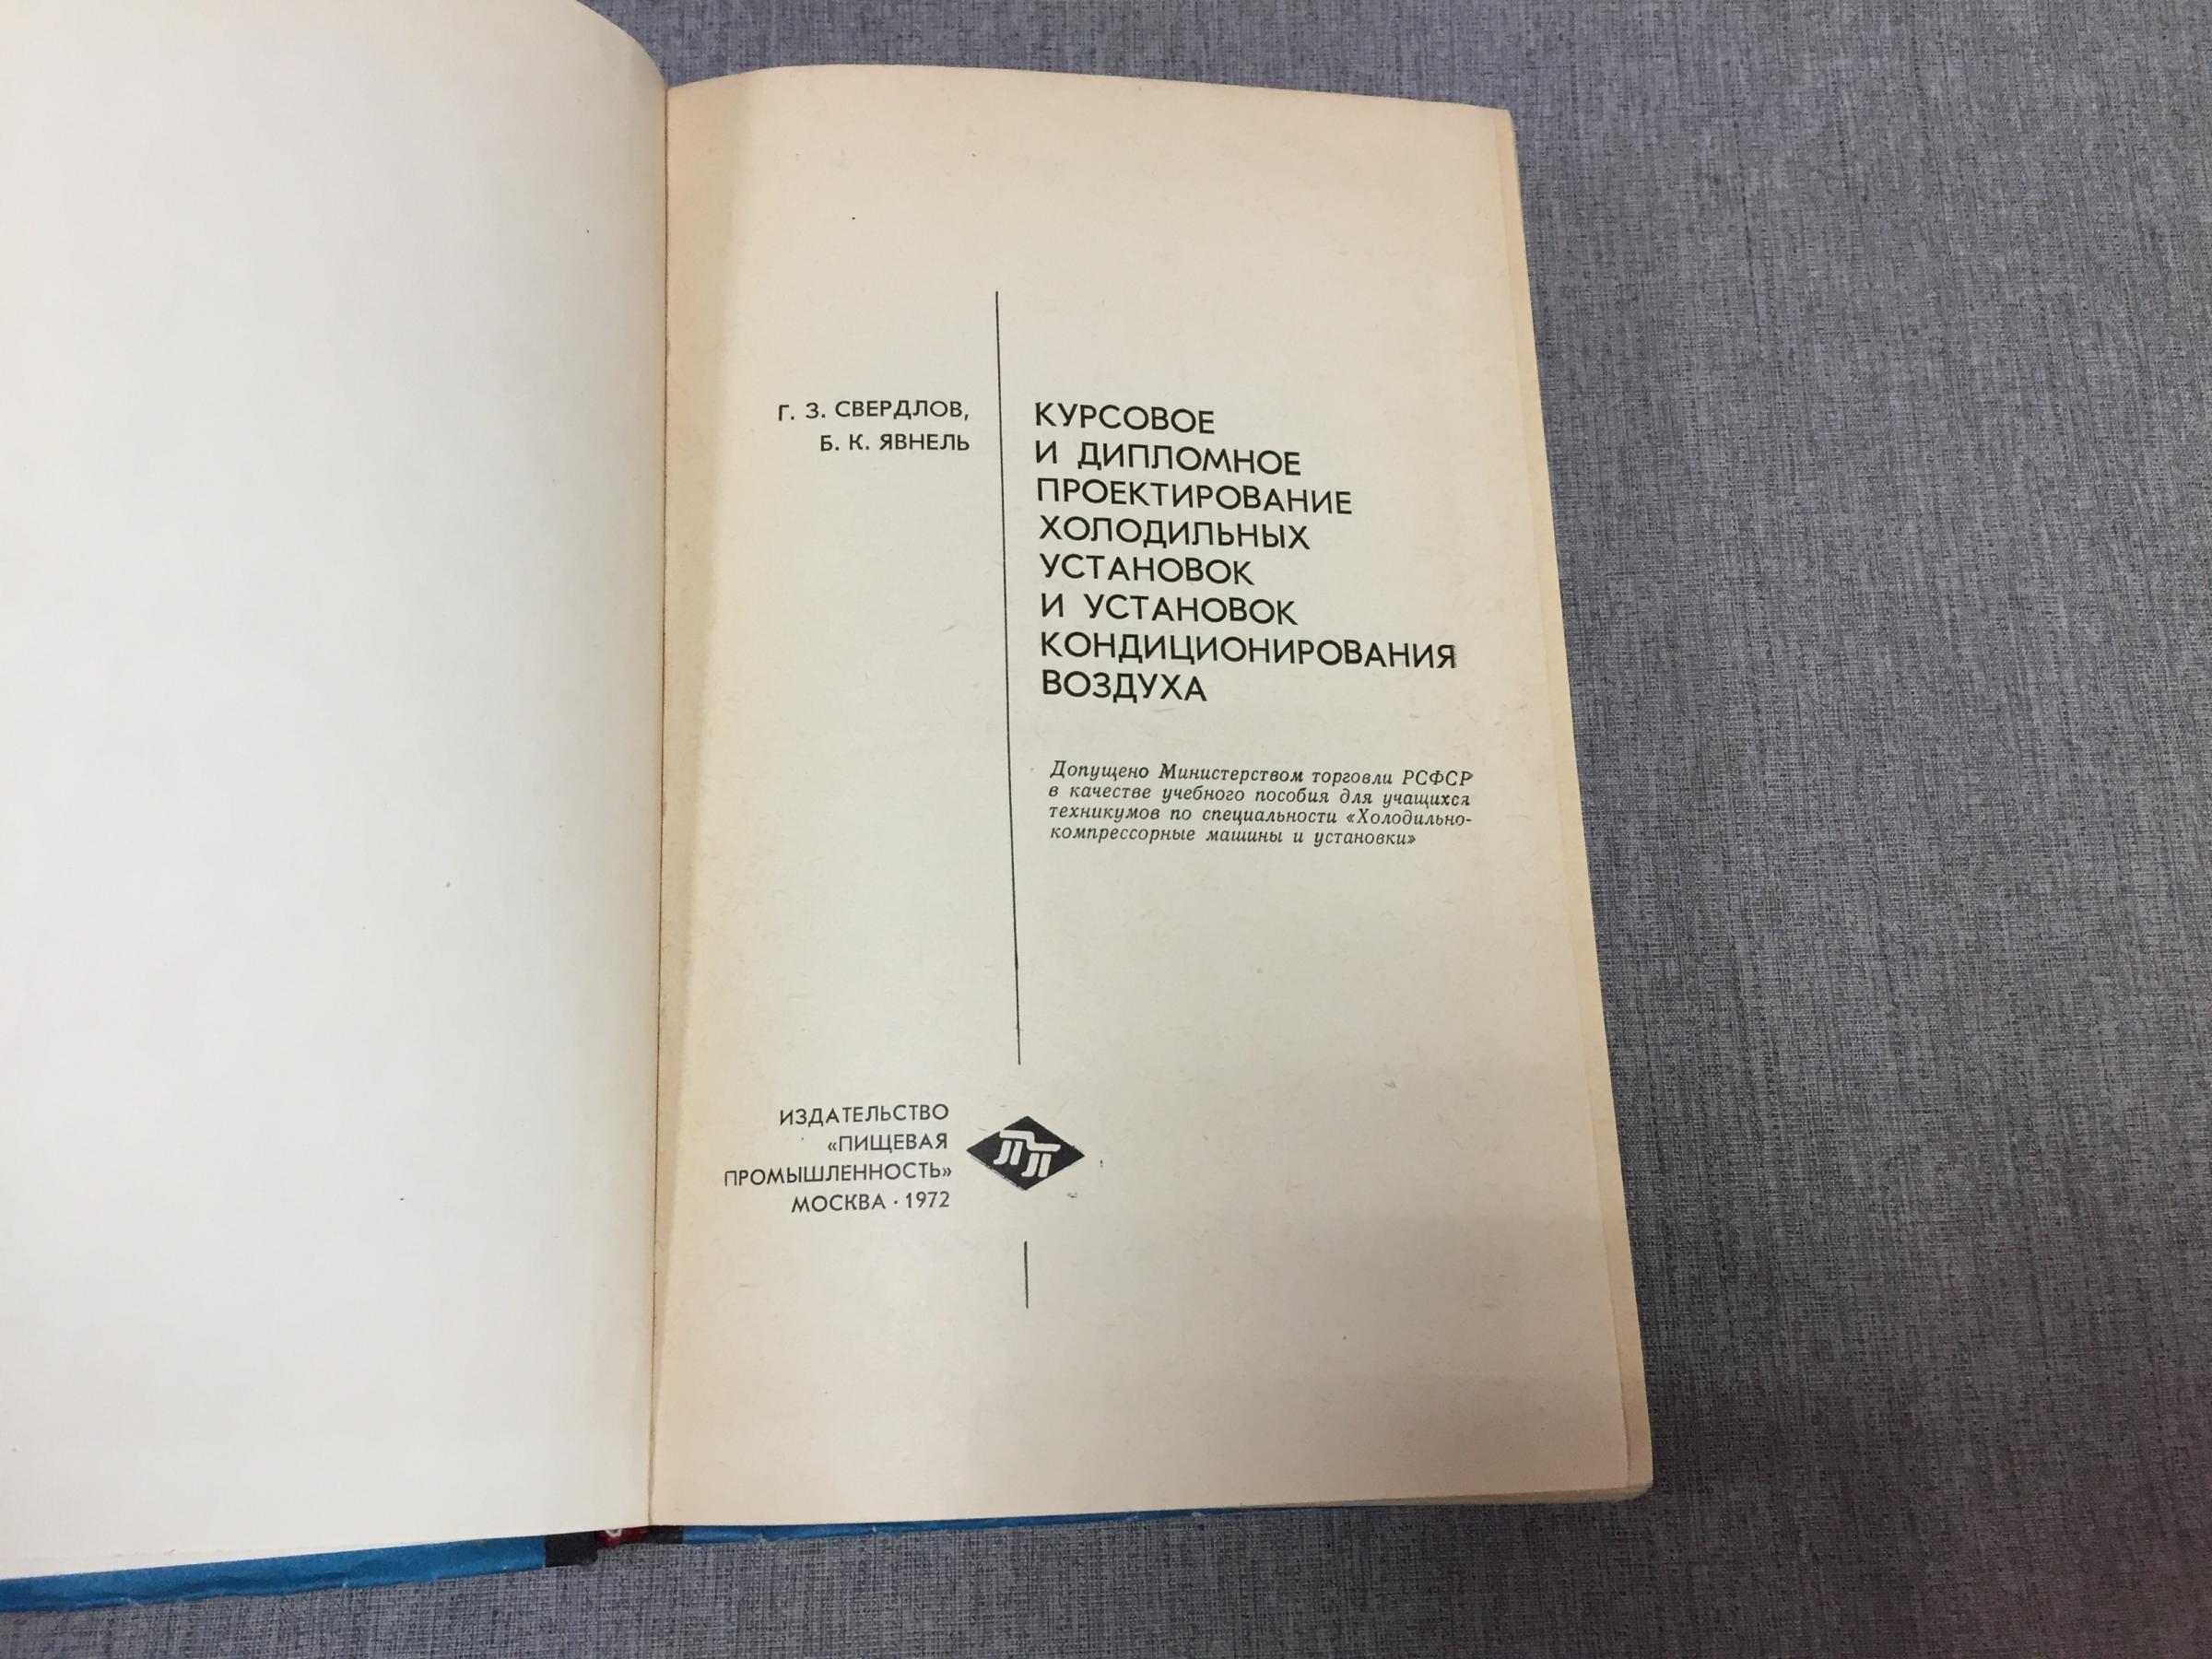 Г. З. СВЕРДЛОВ,
Б. К. ЯВНЕЛЬ
КУРСОВОЕ
И ДИПЛОМНОЕ
ПРОЕКТИРОВАНИЕ
ХОЛОДИЛЬНЫХ
УСТАНОВОК
И УСТАНОВОК
КОНДИЦИОНИРОВАНИЯ
ВОЗДУХА
Допущено Министерством торговли РСФСР
в качестве учебного пособия для учащихся
техникумов по специальности «Холодильно-
компрессорные машины и установки»
ИЗДАТЕЛЬСТВО
«ПИЩЕВАЯ
ПРОМЫШЛЕННОСТЬ»
МОСКВА · 1972
ПП